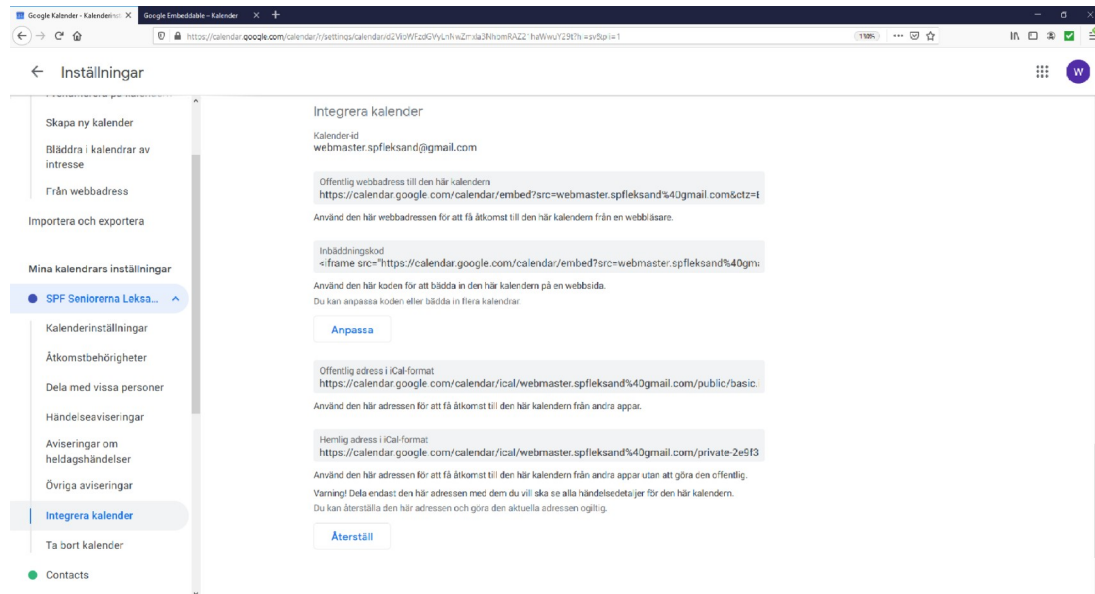 Google Kalender - Kalenderinst
Google Embeddable – Kalender
130%
Inställningar
W
Skapa ny kalender
Bläddra i kalendrar av
intresse
Från webbadress
Importera och exportera
Mina kalendrars inställningar
SPF Seniorerna Leksa...
Kalenderinställningar
Åtkomstbehörigheter
Dela med vissa personer
Händelseaviseringar
Aviseringar om
heldagshändelser
Övriga aviseringar
Integrera kalender
Ta bort kalender
Contacts
Integrera kalender
Kalender-id
webmaster.spfleksand@gmail.com
Offentlig webbadress till den här kalendern
https://calendar.google.com/calendar/embed?src=webmaster.spfleksand%40gmail.com&ctz=E
Använd den här webbadressen för att få åtkomst till den här kalendern från en webbläsare.
Inbäddningskod
<iframe src="https://calendar.google.com/calendar/embed?src=webmaster.spfleksand%40gma
Använd den här koden för att bädda in den här kalendern på en webbsida.
Du kan anpassa koden eller bädda in flera kalendrar.
Anpassa
Offentlig adress i iCal-format
https://calendar.google.com/calendar/ical/webmaster.spfleksand%40gmail.com/public/basic.
Använd den här adressen för att få åtkomst till den här kalendern från andra appar.
Hemlig adress i iCal-format
https://calendar.google.com/calendar/ical/webmaster.spfleksand%40gmail.com/private-2e9f3
Använd den här adressen för att få åtkomst till den här kalendern från andra appar utan att göra den offentlig.
Varning! Dela endast den här adressen med dem du vill ska se alla händelsedetaljer för den här kalendern.
Du kan återställa den här adressen och göra den aktuella adressen ogiltig.
Återställ